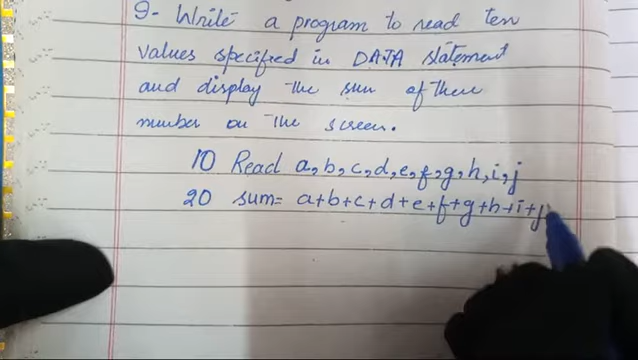 9- Write a program to read ten
values specified in DATA statement
and display the sum of these
number on the screen.
10 Read a,b,c,d,e,f,g,h,i,j
20 sum= a+b+c+d+e+f+g+h+i+j